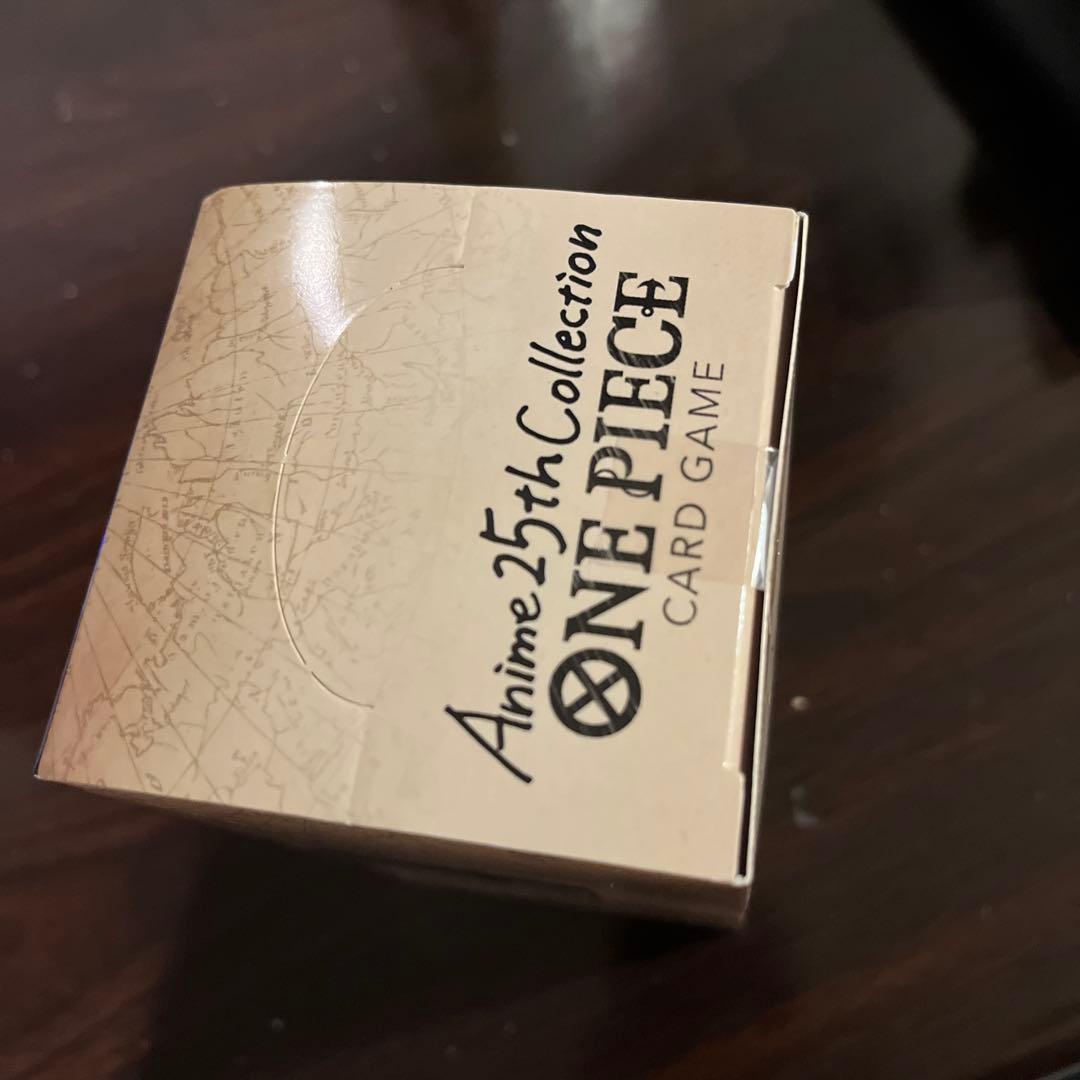 Anime 25th Collection
ONE PIECE
CARD GAME